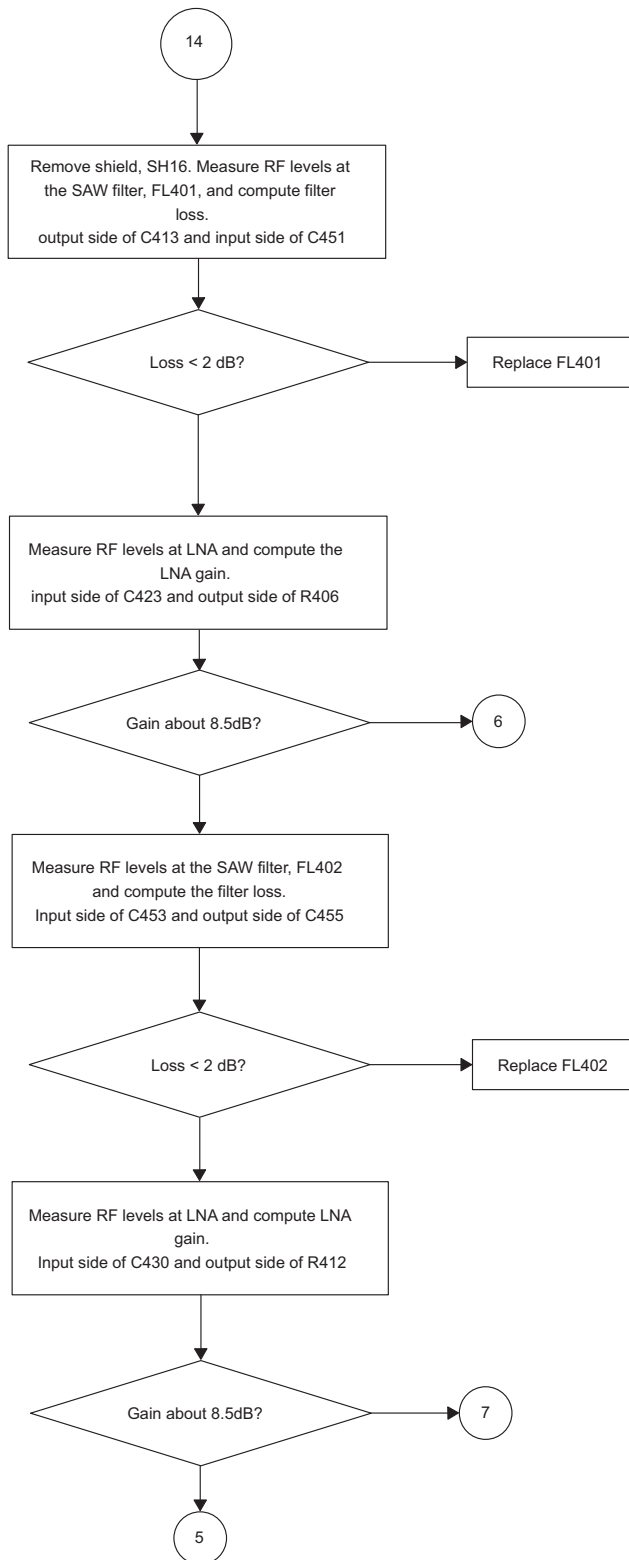 14
Remove shield, SH16. Measure RF levels at
the SAW filter, FL401, and compute filter
loss.
output side of C413 and input side of C451
Loss < 2 dB?
Replace FL401
Measure RF levels at LNA and compute the
LNA gain.
input side of C423 and output side of R406
Gain about 8.5dB?
6
Measure RF levels at the SAW filter, FL402
and compute the filter loss.
Input side of C453 and output side of C455
Loss < 2 dB?
Replace FL402
Measure RF levels at LNA and compute LNA
gain.
Input side of C430 and output side of R412
Gain about 8.5dB?
7
5